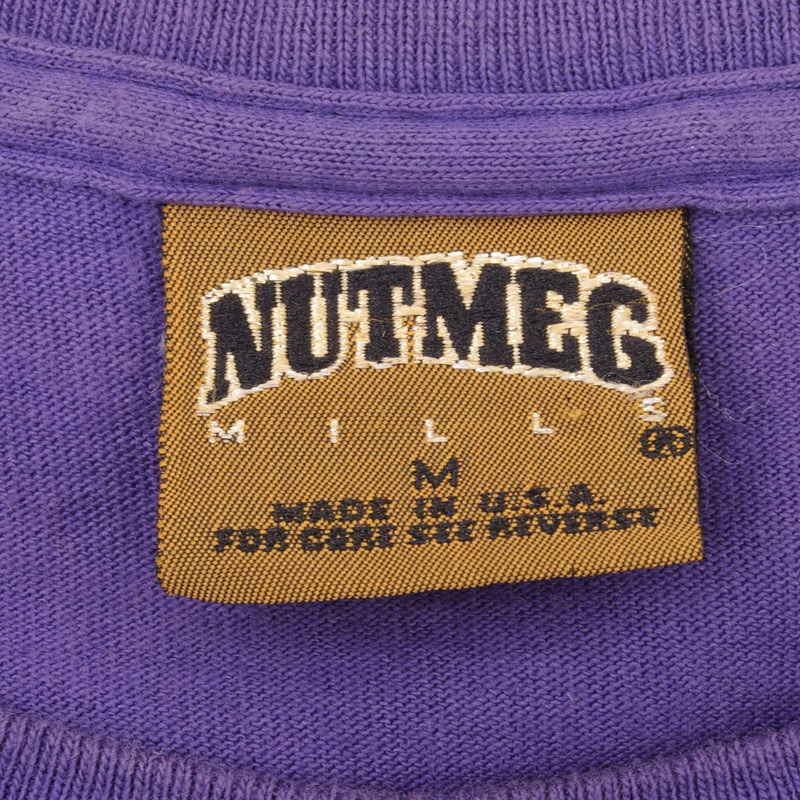 NUTMEG
MILLS ®
M
MADE IN U.S.A.
FOR CARE SEE REVERSE